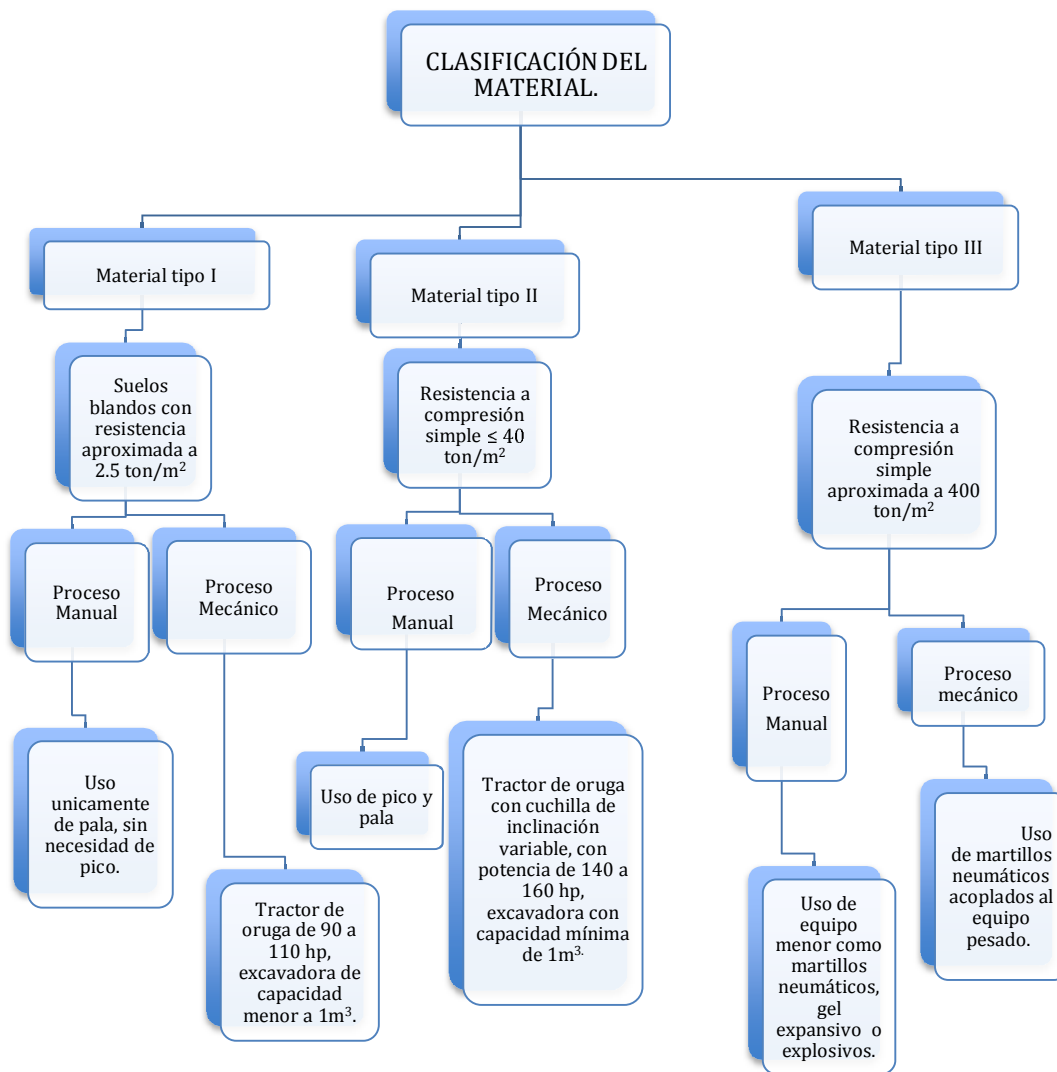 CLASIFICACIÓN DEL
MATERIAL.
Material tipo I
Suelos
blandos con
resistencia
aproximada a
2.5 ton/m²
Proceso
Manual
Uso
unicamente
de pala, sin
necesidad de
pico.
Proceso
Mecánico
Tractor de
oruga de 90 a
110 hp,
excavadora de
capacidad
menor a 1m³.
Material tipo II
Resistencia a
compresión
simple ≤ 40
ton/m²
Proceso
Manual
Uso de pico y
pala
Proceso
Mecánico
Tractor de oruga
con cuchilla de
inclinación
variable, con
potencia de 140 a
160 hp,
excavadora con
capacidad mínima
de 1m³.
Material tipo III
Resistencia a
compresión
simple
aproximada a 400
ton/m²
Proceso
Manual
Uso de
equipo
menor como
martillos
neumáticos,
gel
expansivo o
explosivos.
Proceso
mecánico
Uso
de martillos
neumáticos
acoplados al
equipo
pesado.